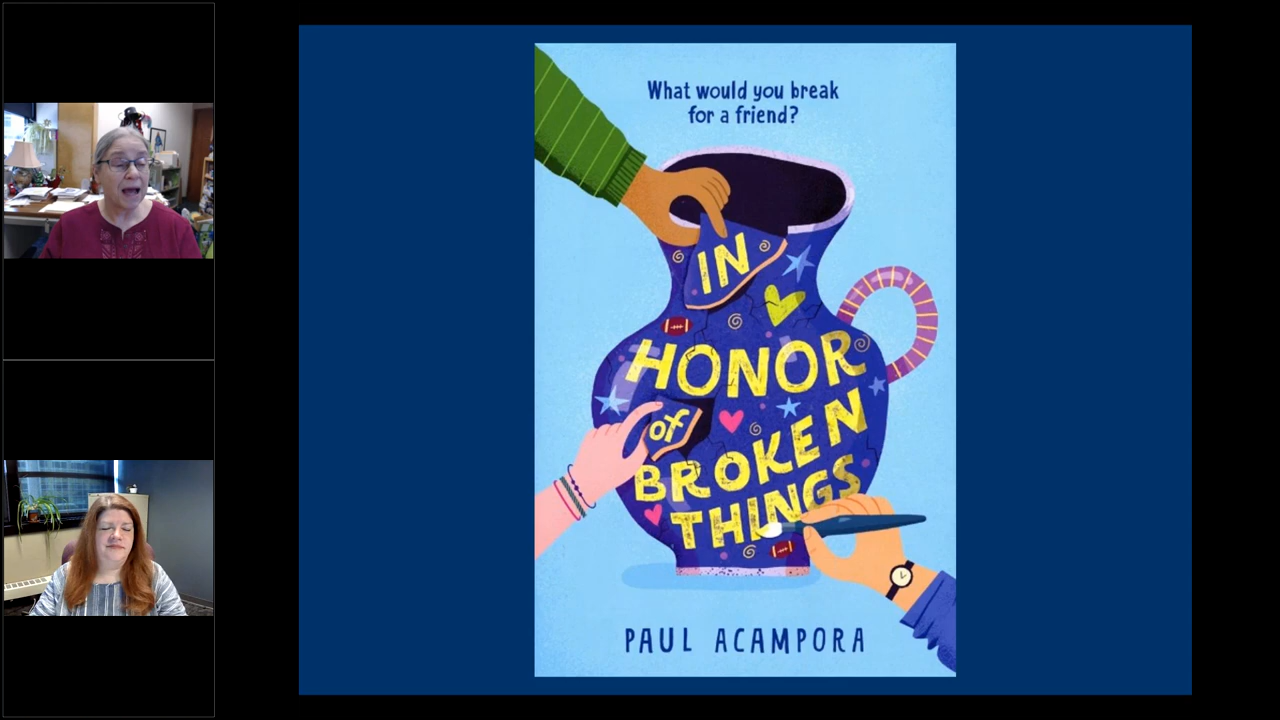 What would you break
for a friend?
IN
HONOR
of
BROKEN
THINGS
PAUL ACAMPORA